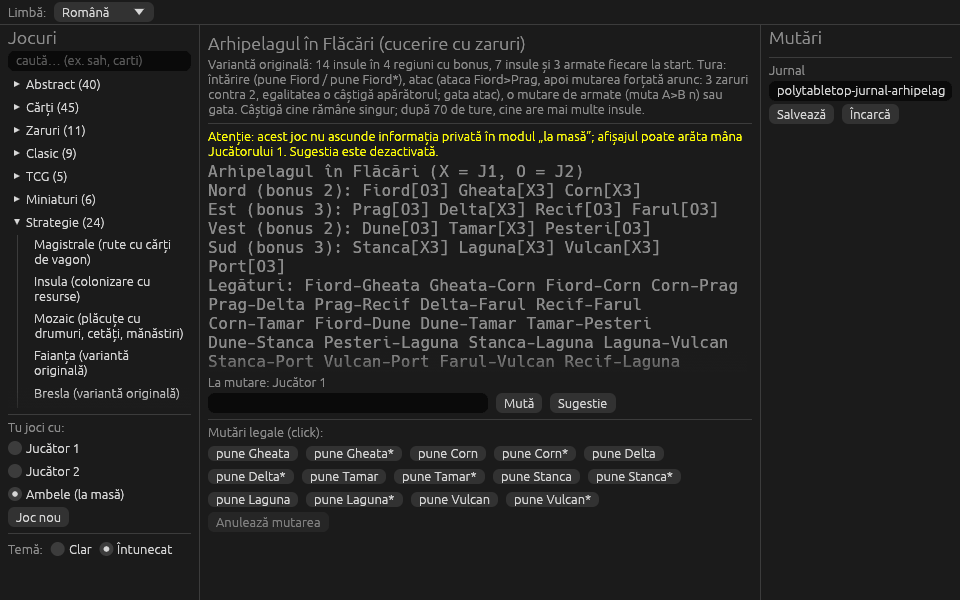 Limbă: Română
Jocuri
caută... (ex. sah, carti)
Abstract (40)
Cărți (45)
Zaruri (11)
Clasic (9)
TCG (5)
Miniaturi (6)
Strategie (24)
Magistrale (rute cu cărți
de vagon)
Insula (colonizare cu
resurse)
Mozaic (plăcuțe cu
drumuri, cetăți, mănăstiri)
Faianța (variantă
originală)
Bresla (variantă originală)
Tu joci cu:
Jucător 1
Jucător 2
Ambele (la masă)
Joc nou
Temă: Clar Întunecat
Arhipelagul în Flăcări (cucerire cu zaruri)
Variantă originală: 14 insule în 4 regiuni cu bonus, 7 insule și 3 armate fiecare la start. Tura:
întărire (pune Fiord / pune Fiord*), atac (ataca Fiord>Prag, apoi mutarea forțată arunc: 3 zaruri
contra 2, egalitatea o câștigă apărătorul; gata atac), o mutare de armate (muta A>B n) sau
gata. Câștigă cine rămâne singur; după 70 de ture, cine are mai multe insule.
Atenție: acest joc nu ascunde informația privată în modul „la masă”; afișajul poate arăta mâna
Jucătorului 1. Sugestia este dezactivată.
Arhipelagul în Flăcări (X = J1, O = J2)
Nord (bonus 2): Fiord[O3] Gheata[X3] Corn[X3]
Est (bonus 3): Prag[O3] Delta[X3] Recif[O3] Farul[O3]
Vest (bonus 2): Dune[O3] Tamar[X3] Pesteri[O3]
Sud (bonus 3): Stanca[X3] Laguna[X3] Vulcan[X3]
Port[O3]
Legături: Fiord-Gheata Gheata-Corn Fiord-Corn Corn-Prag
Prag-Delta Prag-Recif Delta-Farul Recif-Farul
Corn-Tamar Fiord-Dune Dune-Tamar Tamar-Pesteri
Dune-Stanca Pesteri-Laguna Stanca-Laguna Laguna-Vulcan
Stanca-Port Vulcan-Port Farul-Vulcan Recif-Laguna
La mutare: Jucător 1
Mută Sugestie
Mutări legale (click):
pune Gheata pune Gheata* pune Corn pune Corn* pune Delta
pune Delta* pune Tamar pune Tamar* pune Stanca pune Stanca*
pune Laguna pune Laguna* pune Vulcan pune Vulcan*
Anulează mutarea
Mutări
Jurnal
polytabletop-jurnal-arhipelag
Salvează Încarcă